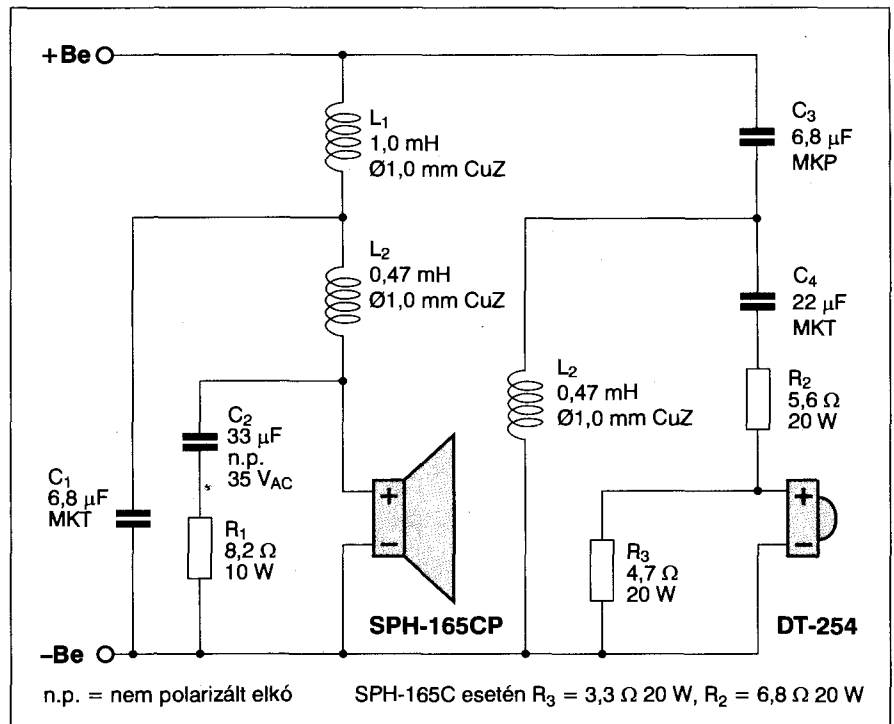 +Be
L1
1,0 mH
Ø1,0 mm CuZ
C3
6,8 µF
MKP
L2
0,47 mH
Ø1,0 mm CuZ
C4
22 µF
MKT
L2
0,47 mH
Ø1,0 mm CuZ
R2
5,6 Ω
20 W
C2
33 µF
n.p.
35 VAC
C1
6,8 µF
MKT
R1
8,2 Ω
10 W
+
−
SPH-165CP
R3
4,7 Ω
20 W
+
−
DT-254
−Be
n.p. = nem polarizált elkó
SPH-165C esetén R3 = 3,3 Ω 20 W, R2 = 6,8 Ω 20 W